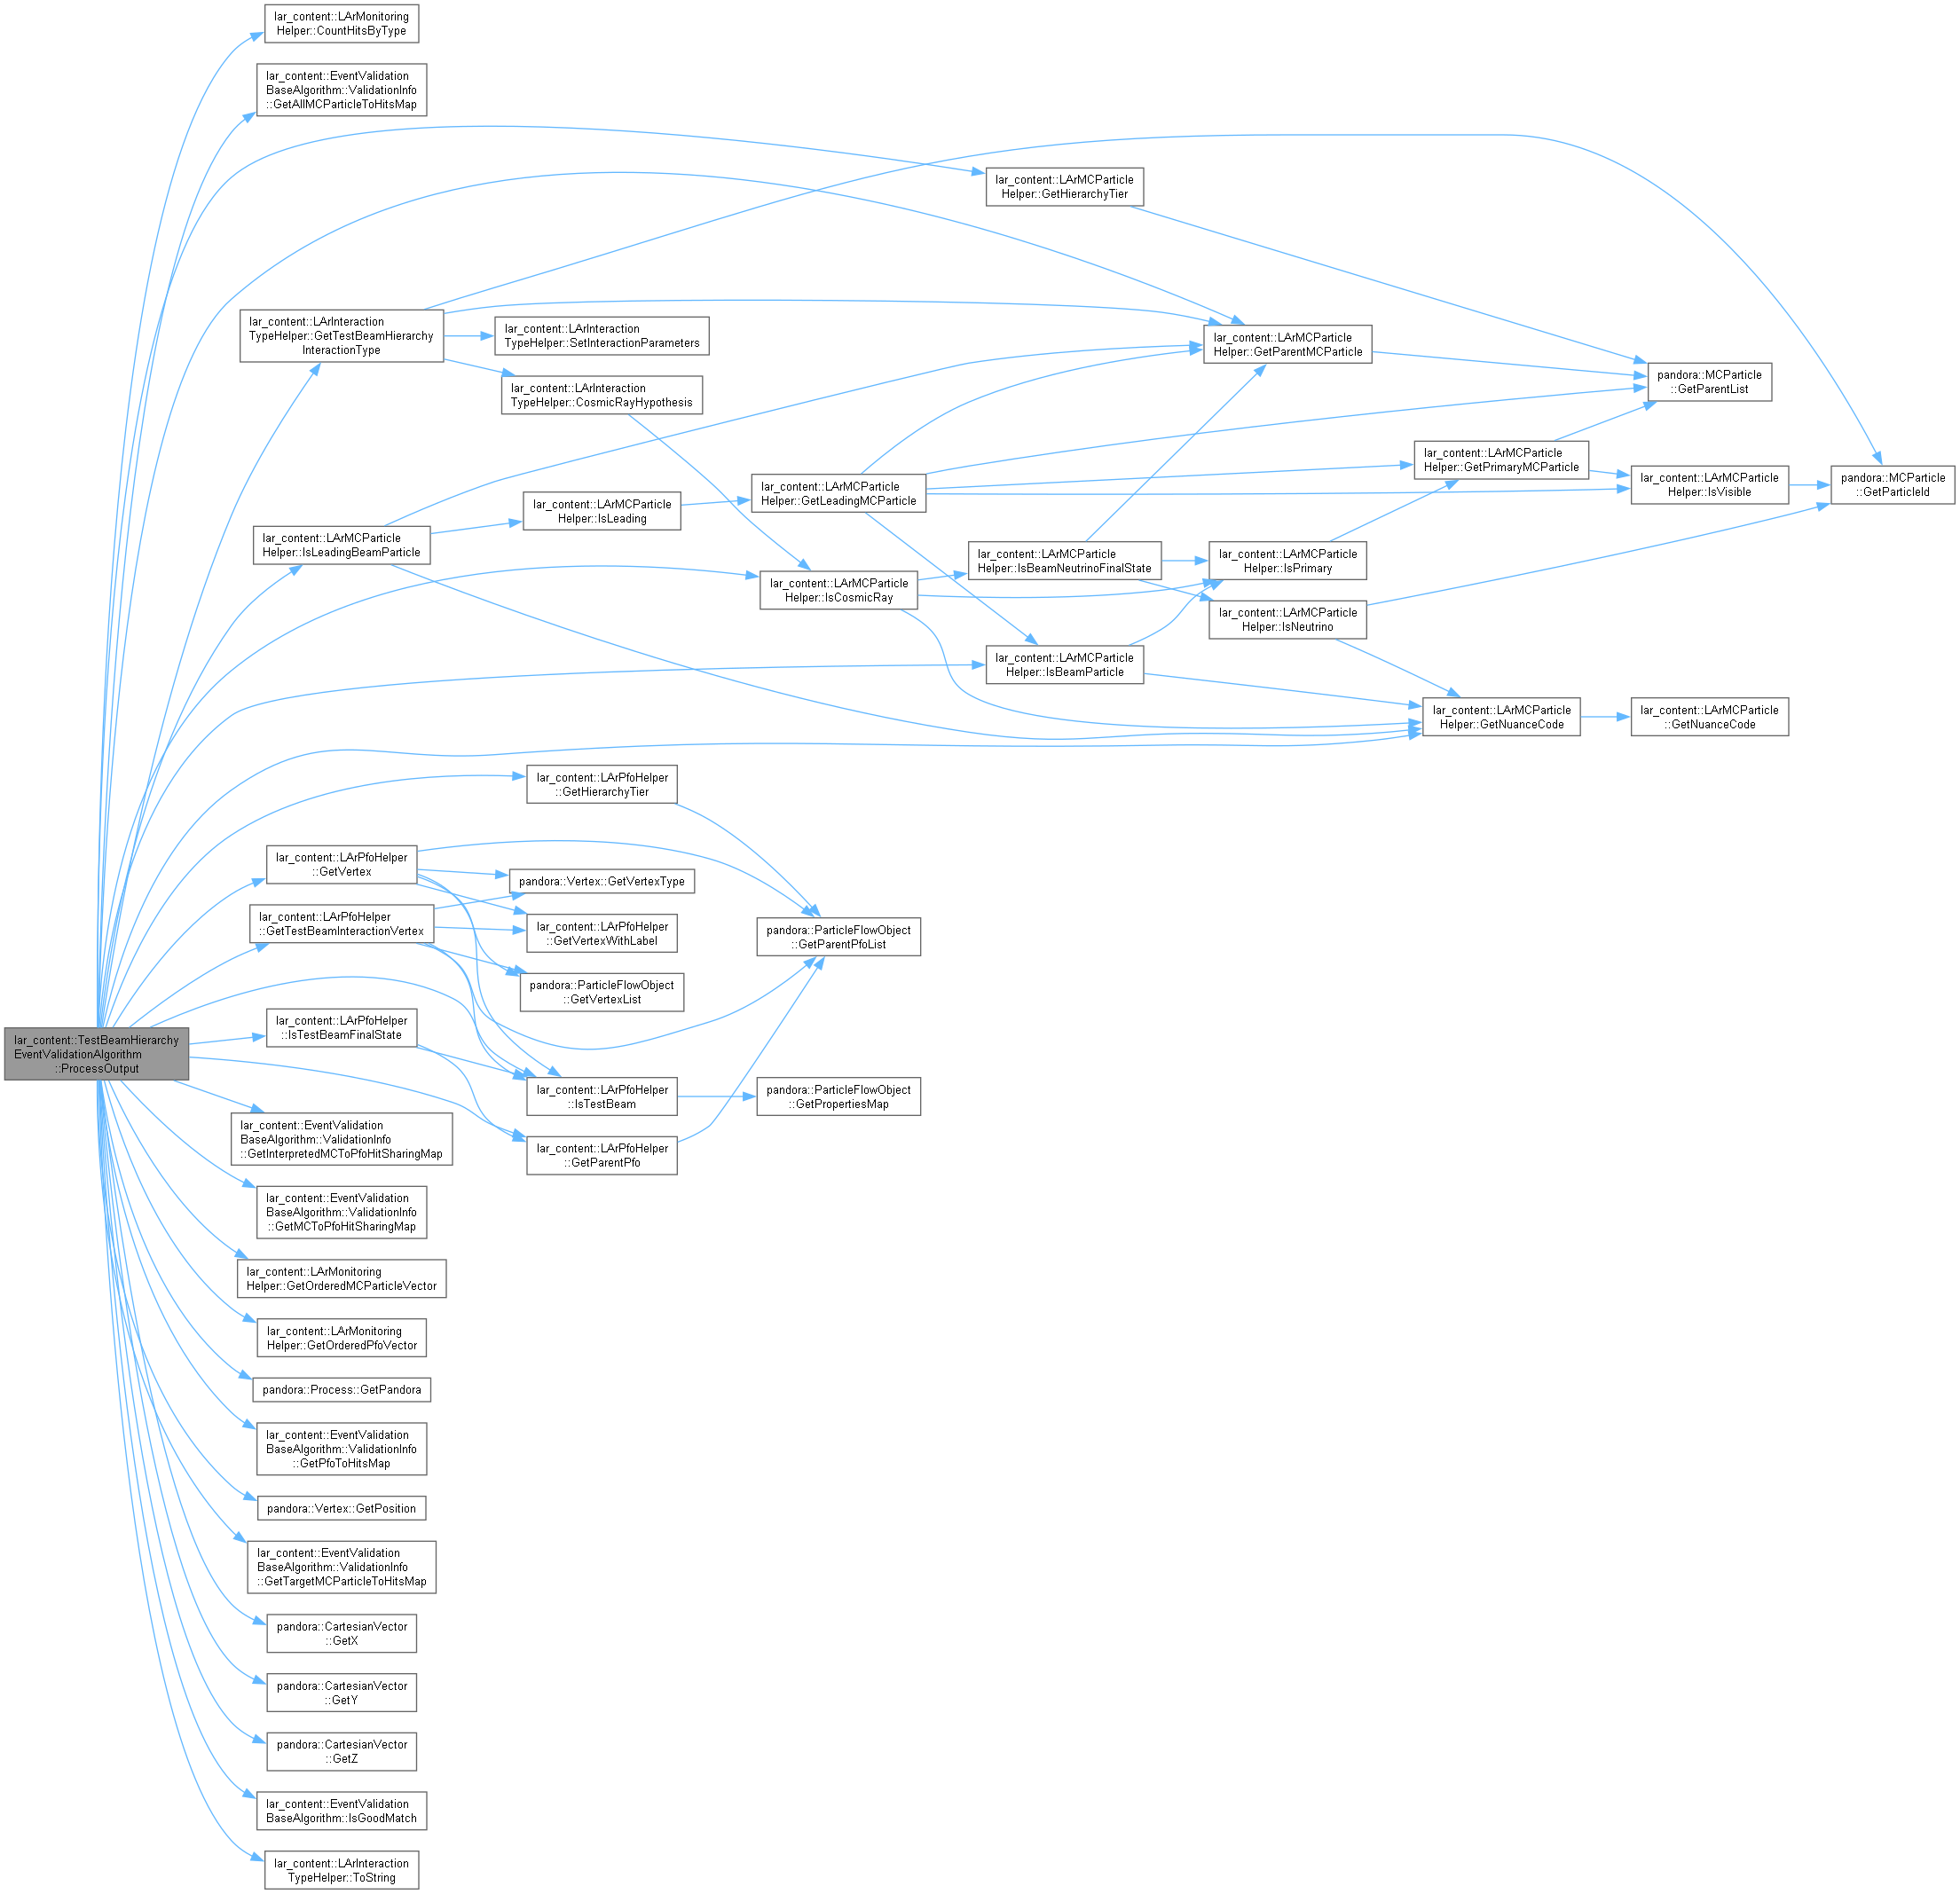 lar_content::LArMonitoring
Helper::CountHitsByType
lar_content::EventValidation
BaseAlgorithm::ValidationInfo
::GetAllMCParticleToHitsMap
lar_content::LArMCParticle
Helper::GetHierarchyTier
lar_content::LArInteraction
TypeHelper::GetTestBeamHierarchy
InteractionType
lar_content::LArInteraction
TypeHelper::SetInteractionParameters
lar_content::LArMCParticle
Helper::GetParentMCParticle
lar_content::LArInteraction
TypeHelper::CosmicRayHypothesis
pandora::MCParticle
::GetParentList
lar_content::LArMCParticle
Helper::GetPrimaryMCParticle
lar_content::LArMCParticle
Helper::IsVisible
pandora::MCParticle
::GetParticleId
lar_content::LArMCParticle
Helper::GetLeadingMCParticle
lar_content::LArMCParticle
Helper::IsLeading
lar_content::LArMCParticle
Helper::IsLeadingBeamParticle
lar_content::LArMCParticle
Helper::IsBeamNeutrinoFinalState
lar_content::LArMCParticle
Helper::IsPrimary
lar_content::LArMCParticle
Helper::IsCosmicRay
lar_content::LArMCParticle
Helper::IsNeutrino
lar_content::LArMCParticle
Helper::IsBeamParticle
lar_content::LArMCParticle
Helper::GetNuanceCode
lar_content::LArMCParticle
::GetNuanceCode
lar_content::LArPfoHelper
::GetHierarchyTier
lar_content::LArPfoHelper
::GetVertex
pandora::Vertex::GetVertexType
lar_content::LArPfoHelper
::GetTestBeamInteractionVertex
lar_content::LArPfoHelper
::GetVertexWithLabel
pandora::ParticleFlowObject
::GetParentPfoList
pandora::ParticleFlowObject
::GetVertexList
lar_content::LArPfoHelper
::IsTestBeamFinalState
lar_content::TestBeamHierarchy
EventValidationAlgorithm
::ProcessOutput
lar_content::LArPfoHelper
::IsTestBeam
pandora::ParticleFlowObject
::GetPropertiesMap
lar_content::EventValidation
BaseAlgorithm::ValidationInfo
::GetInterpretedMCToPfoHitSharingMap
lar_content::LArPfoHelper
::GetParentPfo
lar_content::EventValidation
BaseAlgorithm::ValidationInfo
::GetMCToPfoHitSharingMap
lar_content::LArMonitoring
Helper::GetOrderedMCParticleVector
lar_content::LArMonitoring
Helper::GetOrderedPfoVector
pandora::Process::GetPandora
lar_content::EventValidation
BaseAlgorithm::ValidationInfo
::GetPfoToHitsMap
pandora::Vertex::GetPosition
lar_content::EventValidation
BaseAlgorithm::ValidationInfo
::GetTargetMCParticleToHitsMap
pandora::CartesianVector
::GetX
pandora::CartesianVector
::GetY
pandora::CartesianVector
::GetZ
lar_content::EventValidation
BaseAlgorithm::IsGoodMatch
lar_content::LArInteraction
TypeHelper::ToString